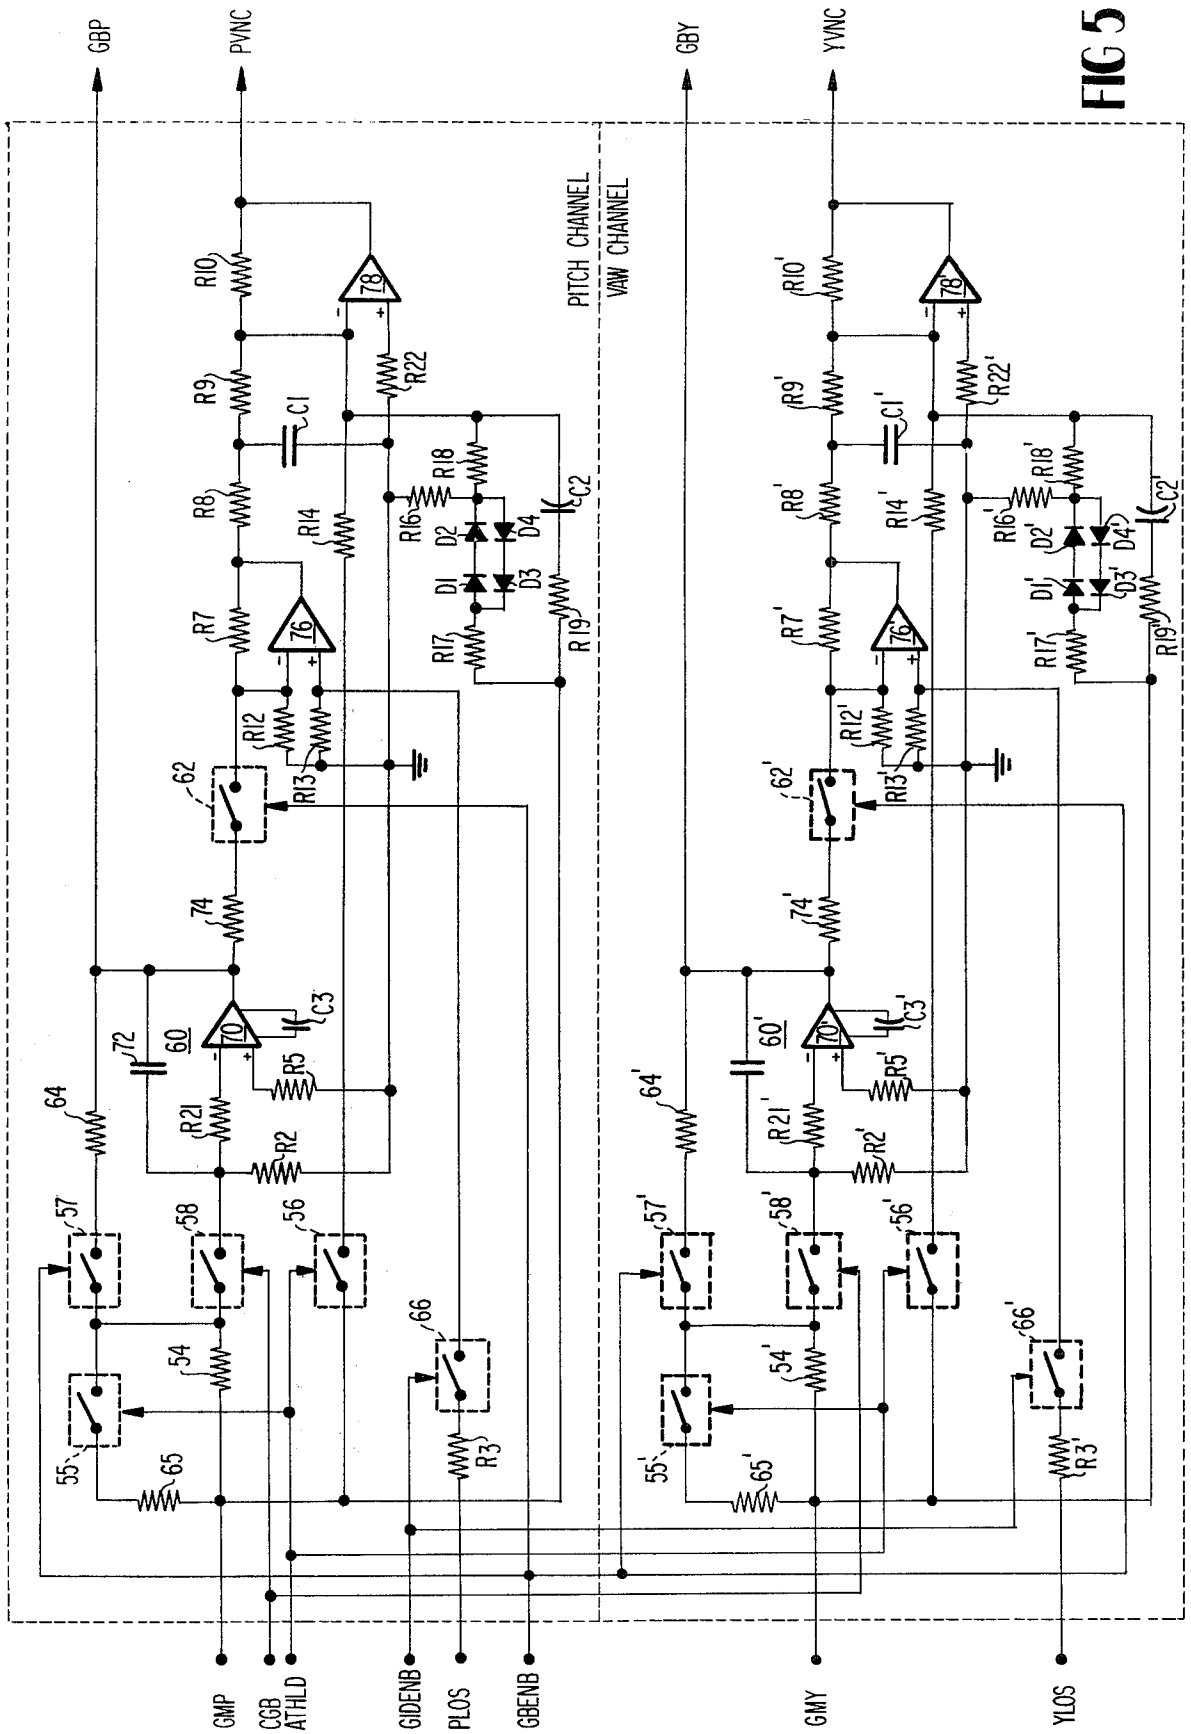 GBP
PVNC
GBY
YVNC
FIG 5
PITCH CHANNEL
VAW CHANNEL
R10
78
-
+
R9
R22
C1
R8
R14
R18
R16
D2
D4
C2
D1
D3
R7
76
-
+
R17
R19
R12
R13
62
74
72
60
70
-
+
C3
64
R21
R5
R2
57
58
56
54
55
65
66
R3
GMP
CGB
ATHLD
GIDENB
PLOS
GBENB
R10'
78'
-
+
R9'
R22'
C1'
R8'
R14'
R18'
R16'
D2'
D4'
C2'
D1'
D3'
R7'
76'
-
+
R17'
R19'
R12'
R13'
62'
74'
60'
70'
-
+
C3'
64'
R21'
R5'
R2'
57'
58'
56'
54'
55'
65'
66'
R3'
GMY
YLOS